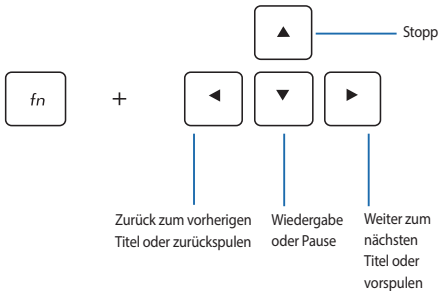 Stopp
fn +
Zurück zum vorherigen
Titel oder zurückspulen
Wiedergabe
oder Pause
Weiter zum
nächsten
Titel oder
vorspulen